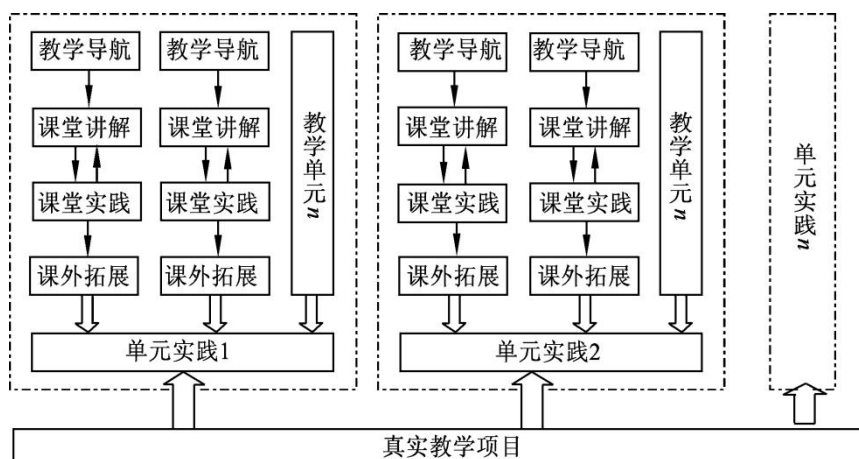 教学导航
教学导航
教学导航
教学导航
课堂讲解
课堂讲解
课堂讲解
课堂讲解
课堂实践
课堂实践
课堂实践
课堂实践
课外拓展
课外拓展
课外拓展
课外拓展
教学单元n
教学单元n
单元实践n
单元实践1
单元实践2
真实教学项目